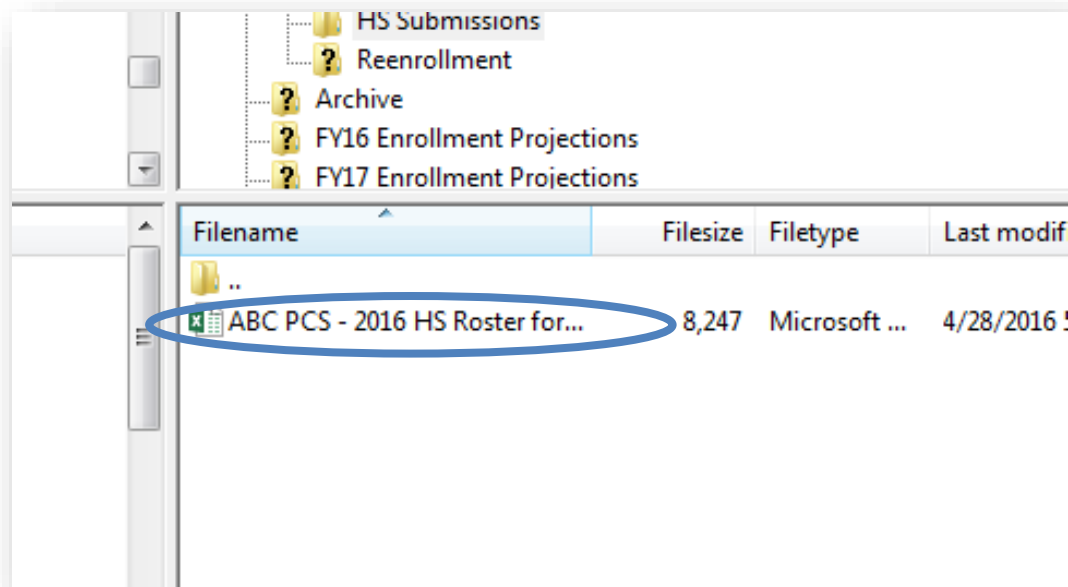 HS Submissions
Reenrollment
Archive
FY16 Enrollment Projections
FY17 Enrollment Projections
Filename Filesize Filetype Last modif
..
ABC PCS - 2016 HS Roster for... 8,247 Microsoft ... 4/28/2016 5